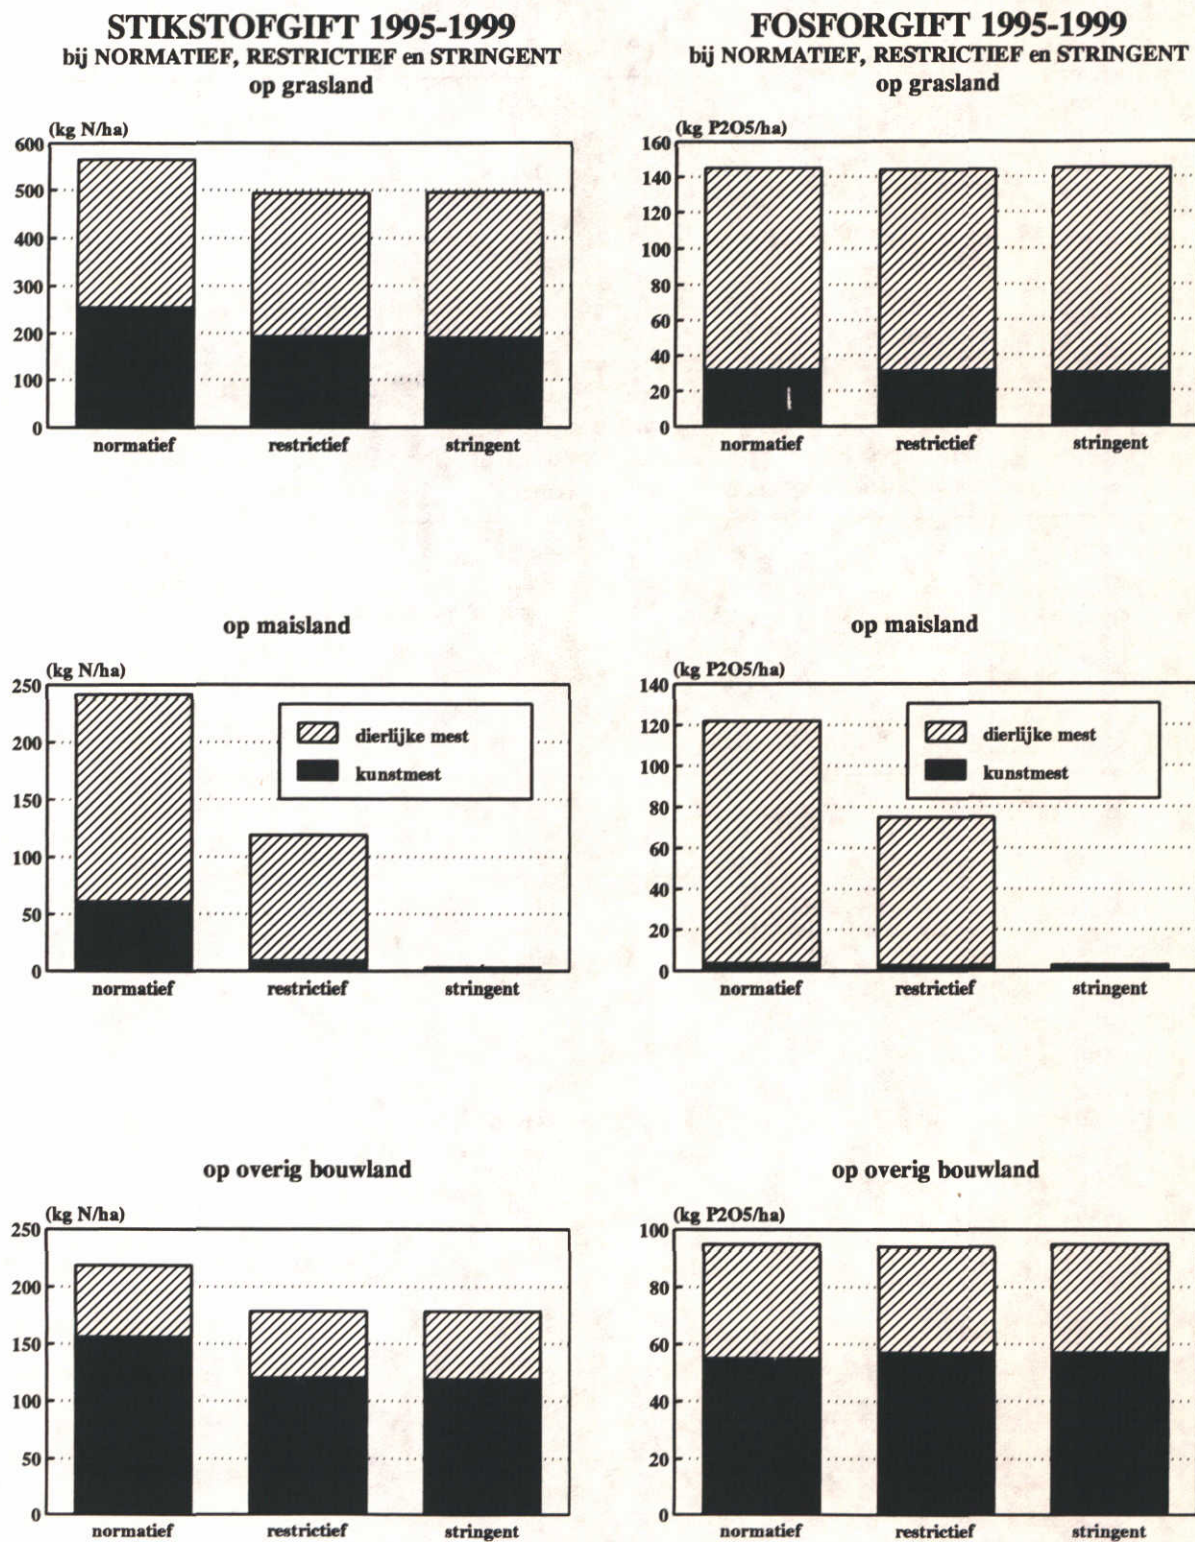 STIKSTOFGIFT 1995-1999
bij NORMATIEF, RESTRICTIEF en STRINGENT
op grasland
(kg N/ha)
600
500
400
300
200
100
0
normatief restrictief stringent
FOSFORGIFT 1995-1999
bij NORMATIEF, RESTRICTIEF en STRINGENT
op grasland
(kg P2O5/ha)
160
140
120
100
80
60
40
20
0
normatief restrictief stringent
op maisland
(kg N/ha)
250
200
150
100
50
0
dierlijke mest
kunstmest
normatief restrictief stringent
op maisland
(kg P2O5/ha)
140
120
100
80
60
40
20
0
dierlijke mest
kunstmest
normatief restrictief stringent
op overig bouwland
(kg N/ha)
250
200
150
100
50
0
normatief restrictief stringent
op overig bouwland
(kg P2O5/ha)
100
80
60
40
20
0
normatief restrictief stringent